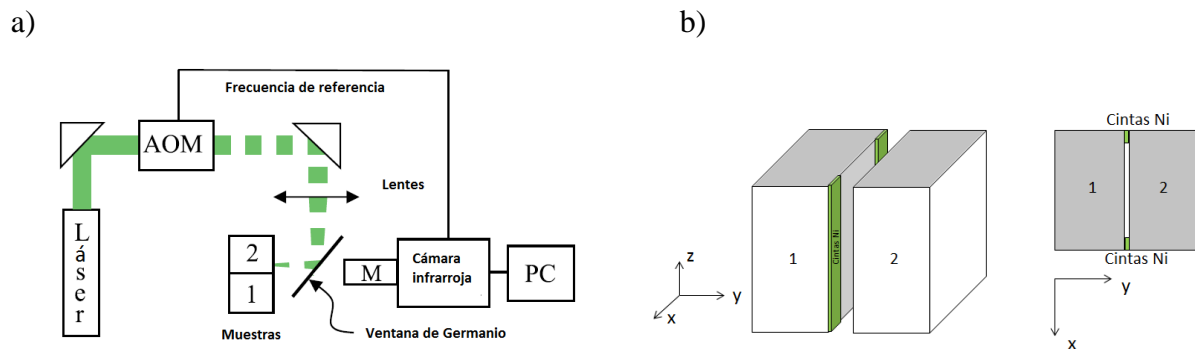 a)
Frecuencia de referencia
AOM
Lentes
Láser
2
1
M
Cámara
infrarroja
PC
Muestras
Ventana de Germanio
b)
1
Cintas Ni
2
z
y
x
Cintas Ni
1
2
Cintas Ni
y
x